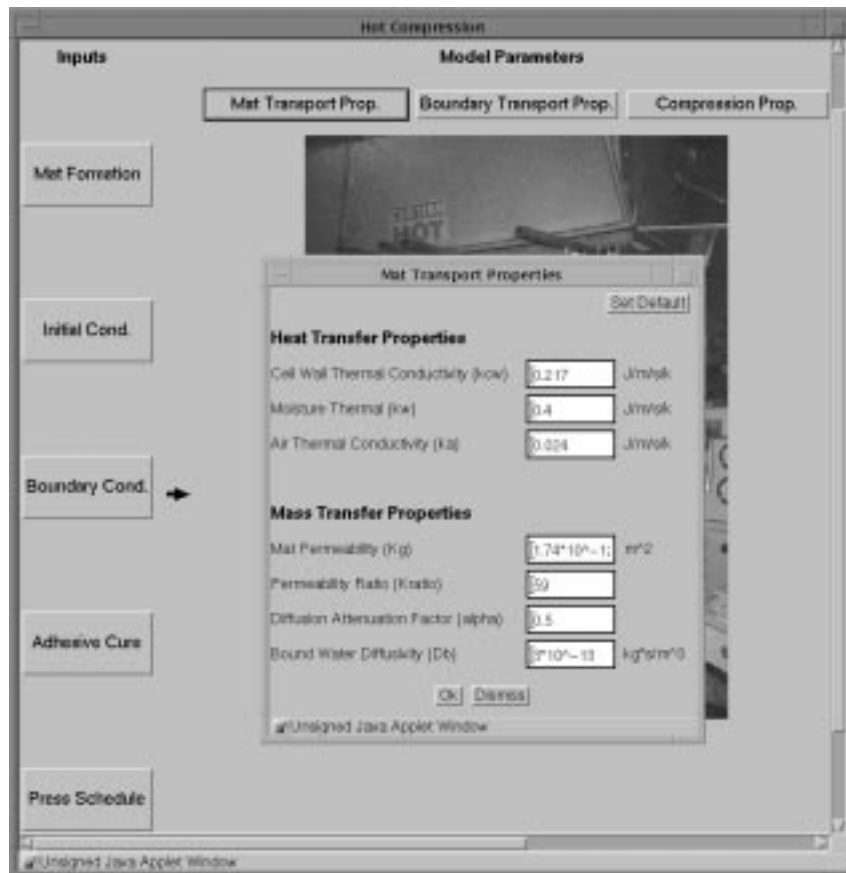 Hot Compression
Inputs
Model Parameters
Mat Transport Prop.
Boundary Transport Prop.
Compression Prop.
Mat Formation
HOT
Mat Transport Properties
Set Default
Initial Cond.
Heat Transfer Properties
Cell Wall Thermal Conductivity (kcw) 0.217 J/m/s/k
Moisture Thermal (kw) 0.4 J/m/s/k
Air Thermal Conductivity (ka) 0.024 J/m/s/k
Boundary Cond.
Mass Transfer Properties
Mat Permeability (Kg) 1.74*10^-1 m^2
Permeability Ratio (Kratio) 59
Diffusion Attenuation Factor (alpha) 0.5
Adhesive Cure
Bound Water Diffusivity (Db) 3*10^-13 kg*s/m^3
Ok Dismiss
Unsigned Java Applet Window
Press Schedule
Unsigned Java Applet Window